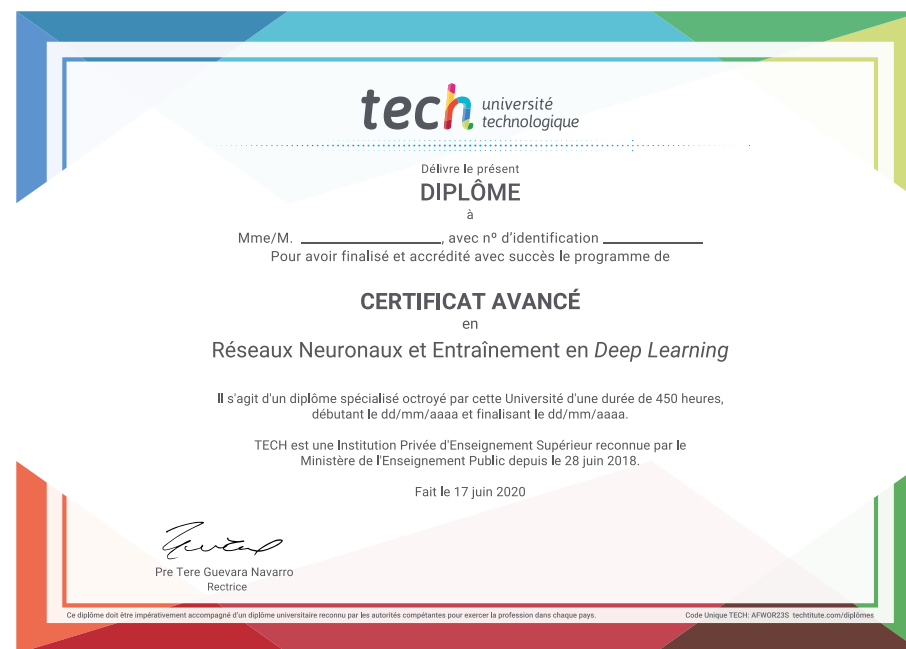 tech université
technologique
Délivre le présent
DIPLÔME
à
Mme/M. ____________________, avec nº d'identification ______________
Pour avoir finalisé et accrédité avec succès le programme de
CERTIFICAT AVANCÉ
en
Réseaux Neuronaux et Entraînement en Deep Learning
Il s'agit d'un diplôme spécialisé octroyé par cette Université d'une durée de 450 heures,
débutant le dd/mm/aaaa et finalisant le dd/mm/aaaa.
TECH est une Institution Privée d'Enseignement Supérieur reconnue par le
Ministère de l'Enseignement Public depuis le 28 juin 2018.
Fait le 17 juin 2020
Pre Tere Guevara Navarro
Rectrice
Ce diplôme doit être impérativement accompagné d'un diplôme universitaire reconnu par les autorités compétentes pour exercer la profession dans chaque pays.
Code Unique TECH: AFWOR23S techtitute.com/diplômes